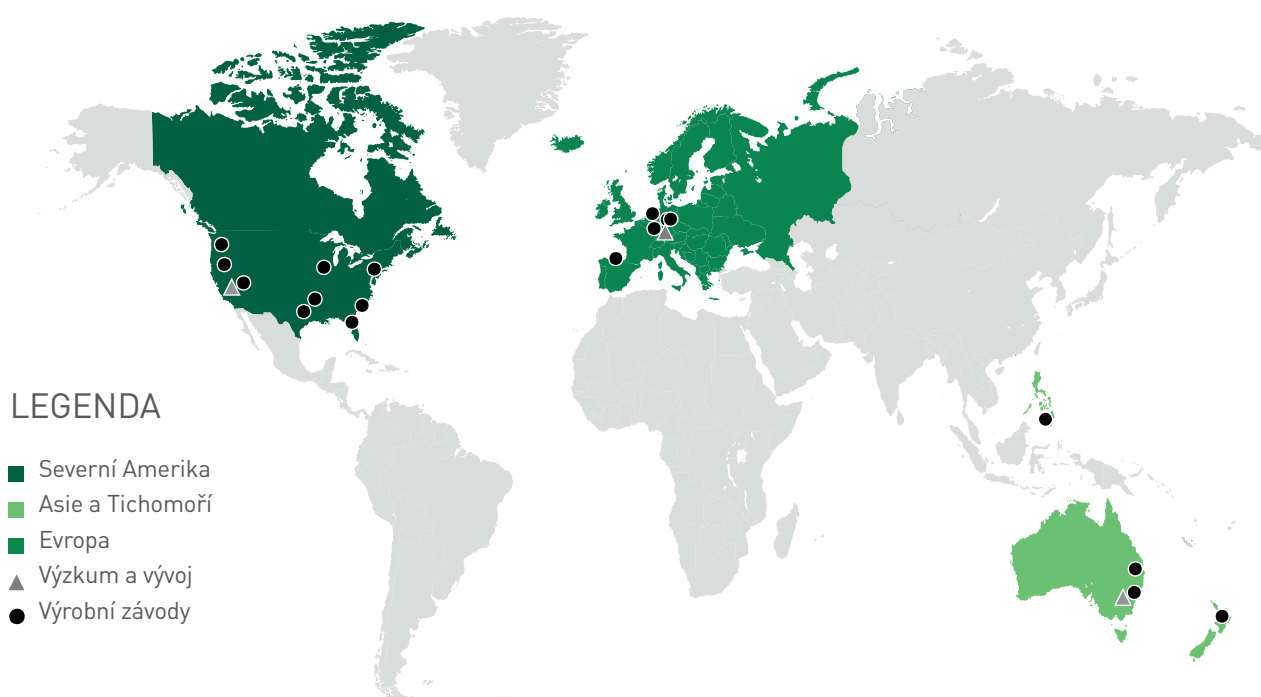 LEGENDA
Severní Amerika
Asie a Tichomoří
Evropa
Výzkum a vývoj
Výrobní závody